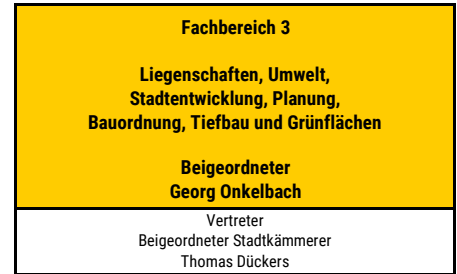 Fachbereich 3
Liegenschaften, Umwelt,
Stadtentwicklung, Planung,
Bauordnung, Tiefbau und Grünflächen
Beigeordneter
Georg Onkelbach
Vertreter
Beigeordneter Stadtkämmerer
Thomas Dückers